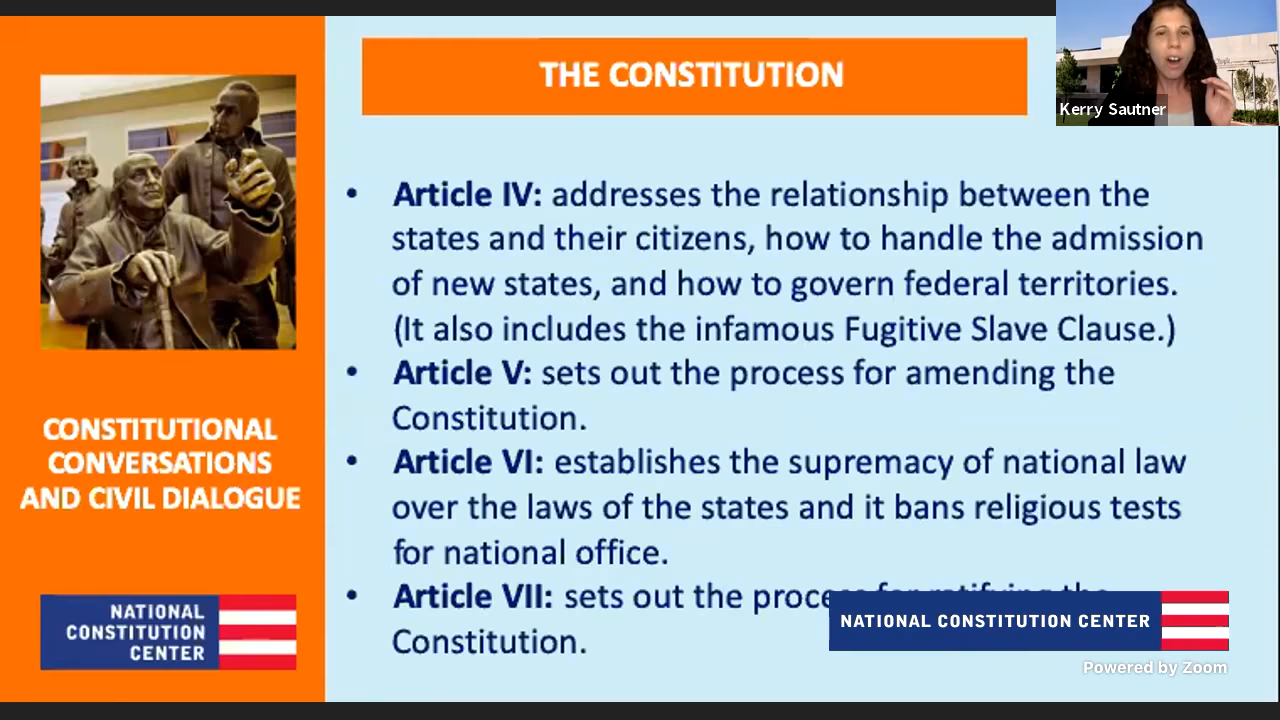 THE CONSTITUTION
Kerry Sautner
• Article IV: addresses the relationship between the
states and their citizens, how to handle the admission
of new states, and how to govern federal territories.
(It also includes the infamous Fugitive Slave Clause.)
• Article V: sets out the process for amending the
Constitution.
• Article VI: establishes the supremacy of national law
over the laws of the states and it bans religious tests
for national office.
• Article VII: sets out the process for ratifying the
Constitution.
CONSTITUTIONAL
CONVERSATIONS
AND CIVIL DIALOGUE
NATIONAL
CONSTITUTION
CENTER
NATIONAL CONSTITUTION CENTER
Powered by Zoom